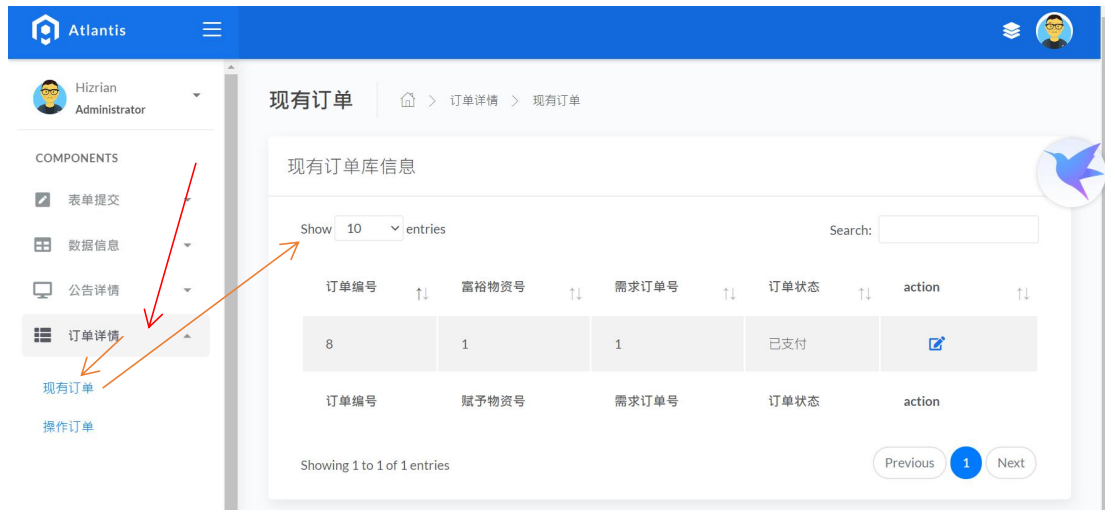 Atlantis
Hizrian
Administrator
COMPONENTS
表单提交
数据信息
公告详情
订单详情
现有订单
操作订单
现有订单 > 订单详情 > 现有订单
现有订单库信息
Show 10 entries Search:
订单编号 富裕物资号 需求订单号 订单状态 action
8 1 1 已支付
订单编号 赋予物资号 需求订单号 订单状态 action
Showing 1 to 1 of 1 entries Previous 1 Next